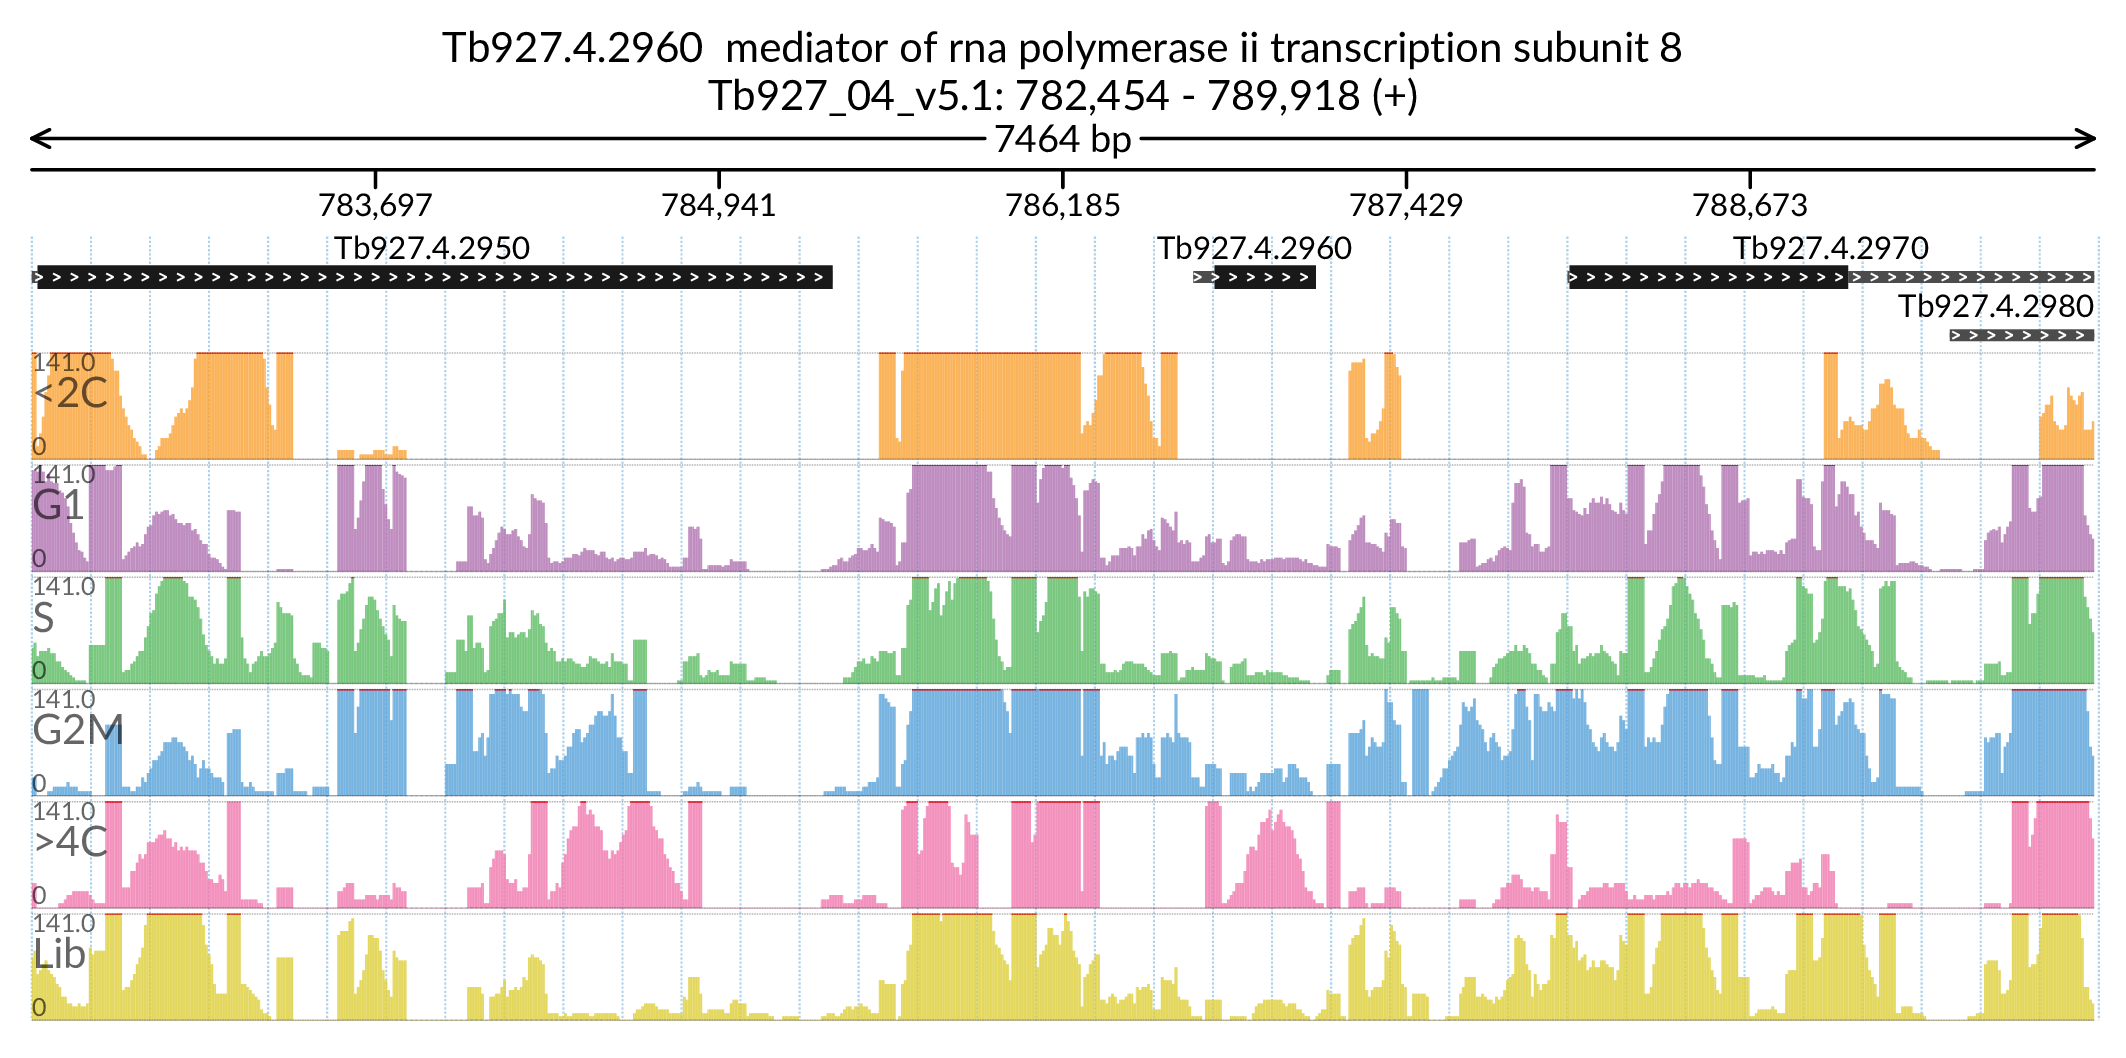 Tb927.4.2960  mediator of rna polymerase ii transcription subunit 8
Tb927_04_v5.1: 782,454 - 789,918 (+)
7464 bp
783,697 784,941 786,185 787,429 788,673
Tb927.4.2950 Tb927.4.2960 Tb927.4.2970
Tb927.4.2980
141.0
<2C
0
141.0
G1
0
141.0
S
0
141.0
G2M
0
141.0
>4C
0
141.0
Lib
0